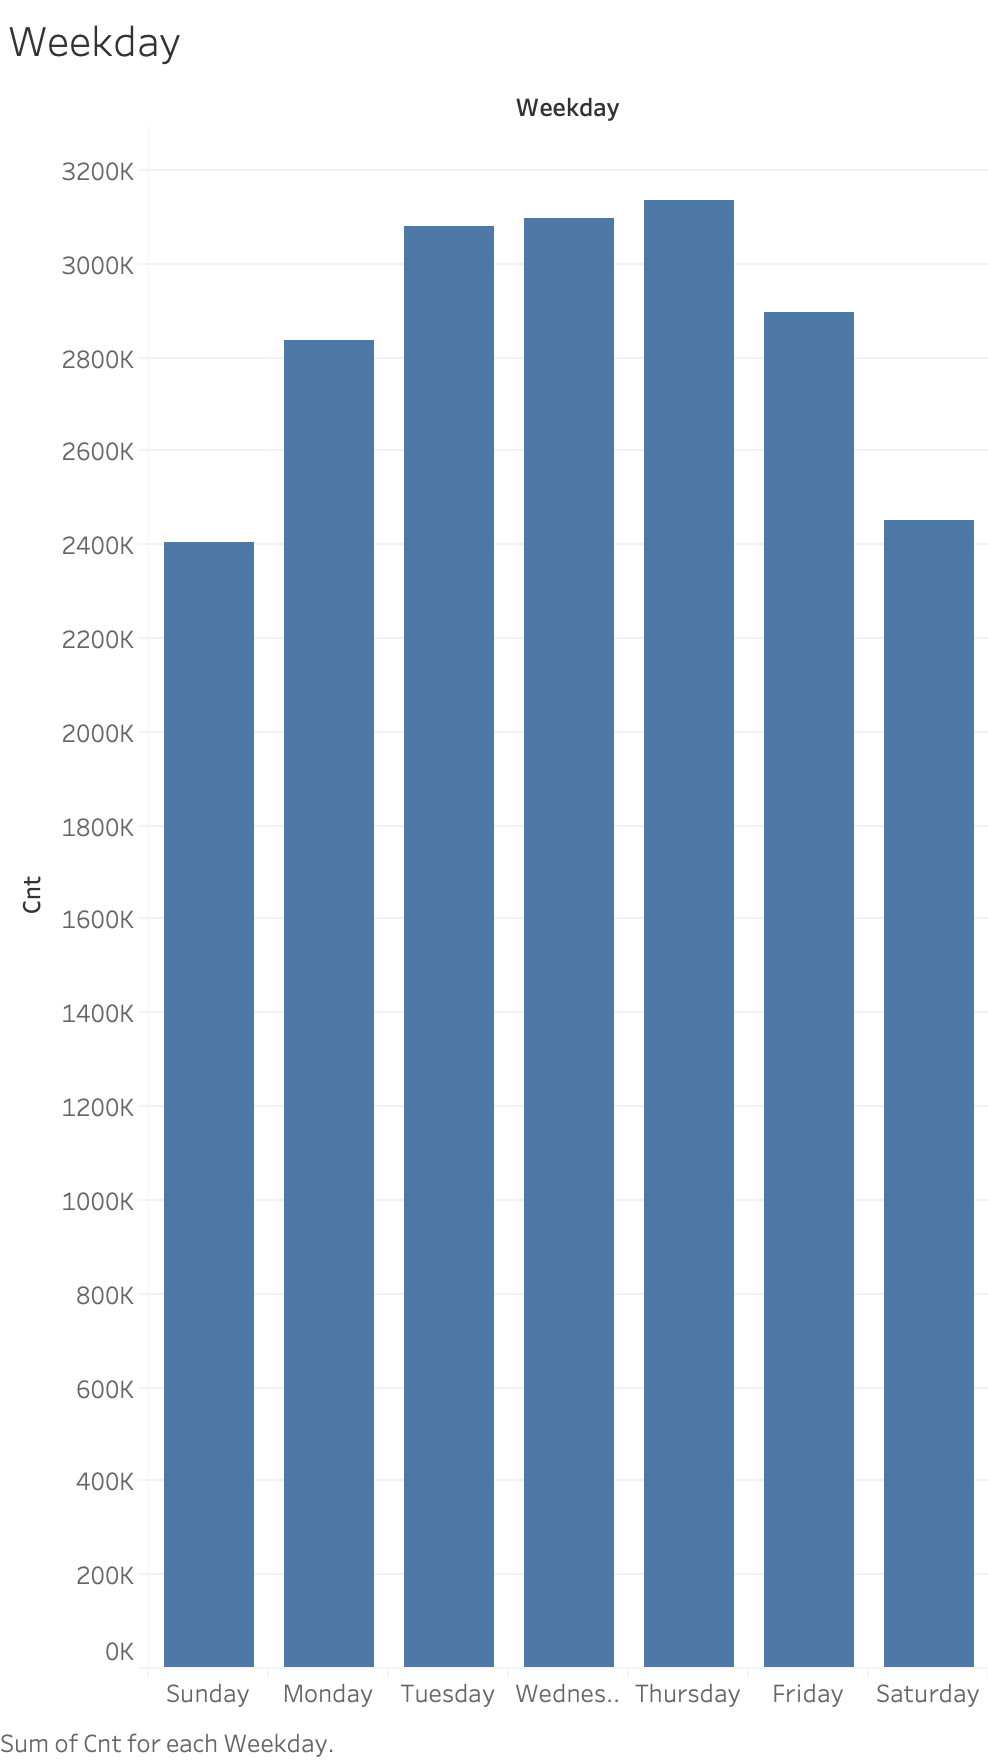 Weekday
Weekday
3200K
3000K
2800K
2600K
2400K
2200K
2000K
1800K
1600K
1400K
1200K
1000K
800K
600K
400K
200K
0K
Cnt
Sunday Monday Tuesday Wednes.. Thursday Friday Saturday
Sum of Cnt for each Weekday.